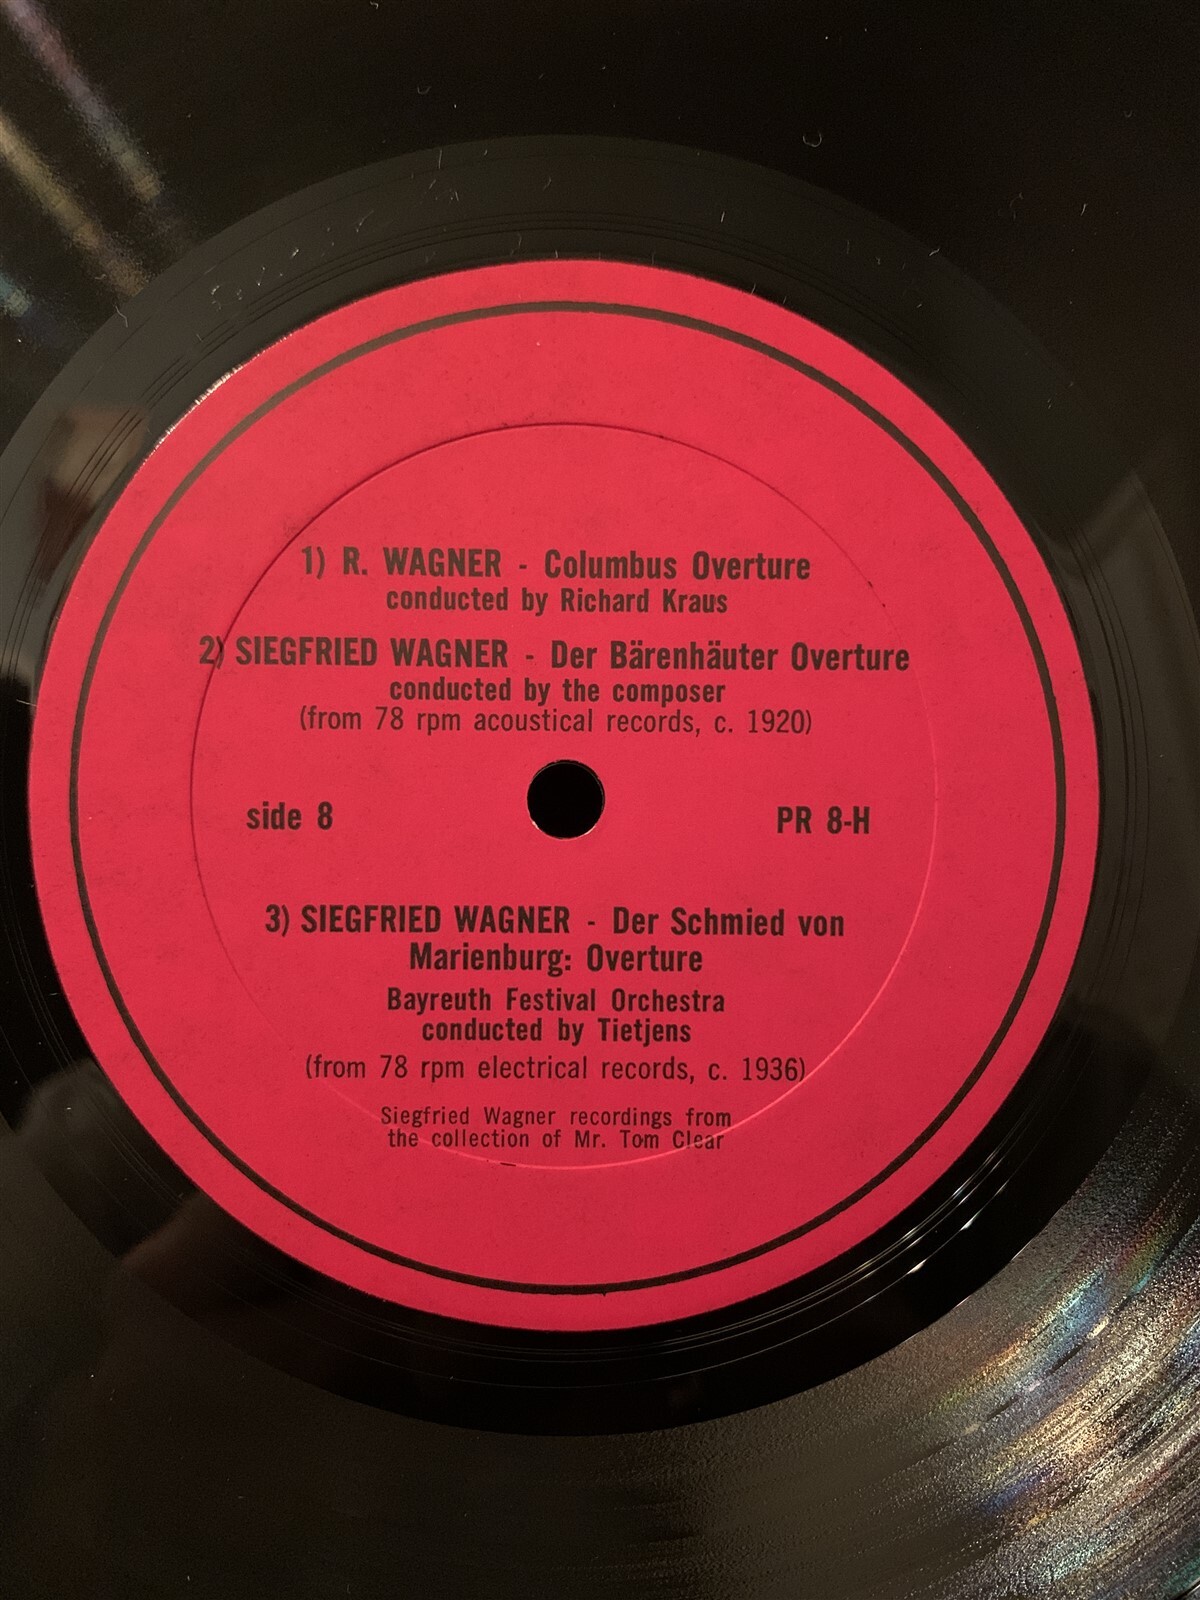 1) R. WAGNER - Columbus Overture
conducted by Richard Kraus
2) SIEGFRIED WAGNER - Der Bärenhäuter Overture
conducted by the composer
(from 78 rpm acoustical records, c. 1920)
side 8
PR 8-H
3) SIEGFRIED WAGNER - Der Schmied von
Marienburg: Overture
Bayreuth Festival Orchestra
conducted by Tietjens
(from 78 rpm electrical records, c. 1936)
Siegfried Wagner recordings from
the collection of Mr. Tom Clear